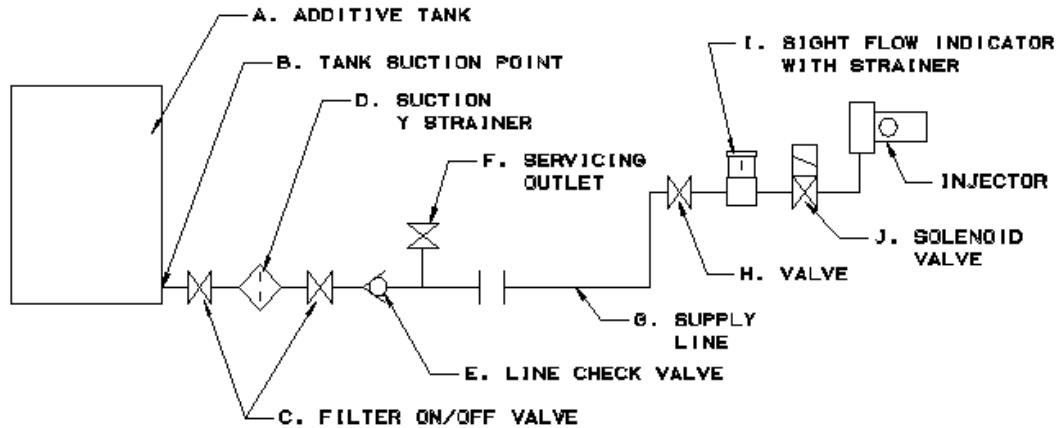 A. ADDITIVE TANK
B. TANK SUCTION POINT
D. SUCTION
Y STRAINER
F. SERVICING
OUTLET
I. SIGHT FLOW INDICATOR
WITH STRAINER
INJECTOR
J. SOLENOID
VALVE
H. VALVE
G. SUPPLY
LINE
E. LINE CHECK VALVE
C. FILTER ON/OFF VALVE